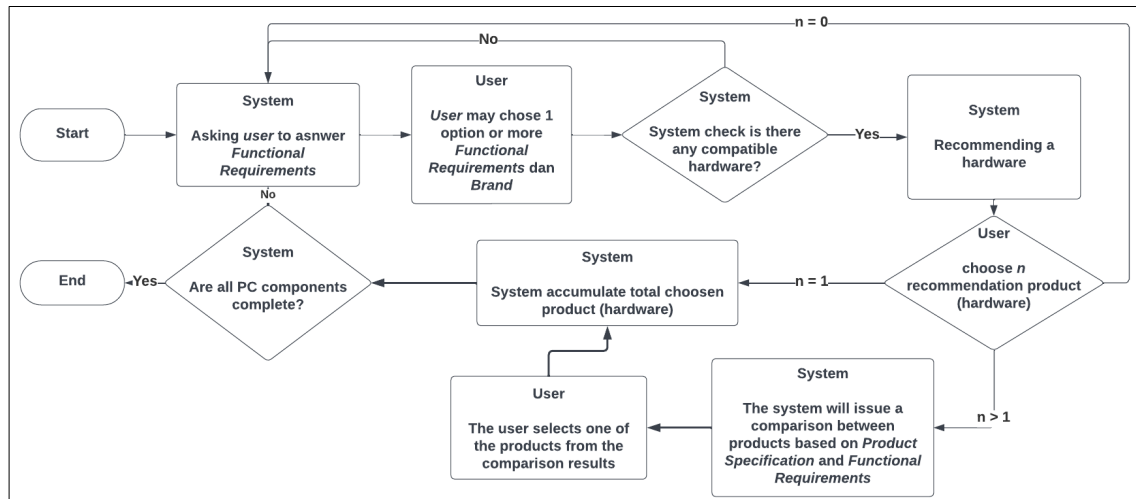 n = 0
No
Start
System
Asking user to asnwer
Functional
Requirements
User
User may chose 1
option or more
Functional
Requirements dan
Brand
System
System check is there
any compatible
hardware?
Yes
System
Recommending a
hardware
No
End
Yes
System
Are all PC components
complete?
System
System accumulate total choosen
product (hardware)
n = 1
User
choose n
recommendation product
(hardware)
User
The user selects one of
the products from the
comparison results
System
The system will issue a
comparison between
products based on Product
Specification and Functional
Requirements
n > 1